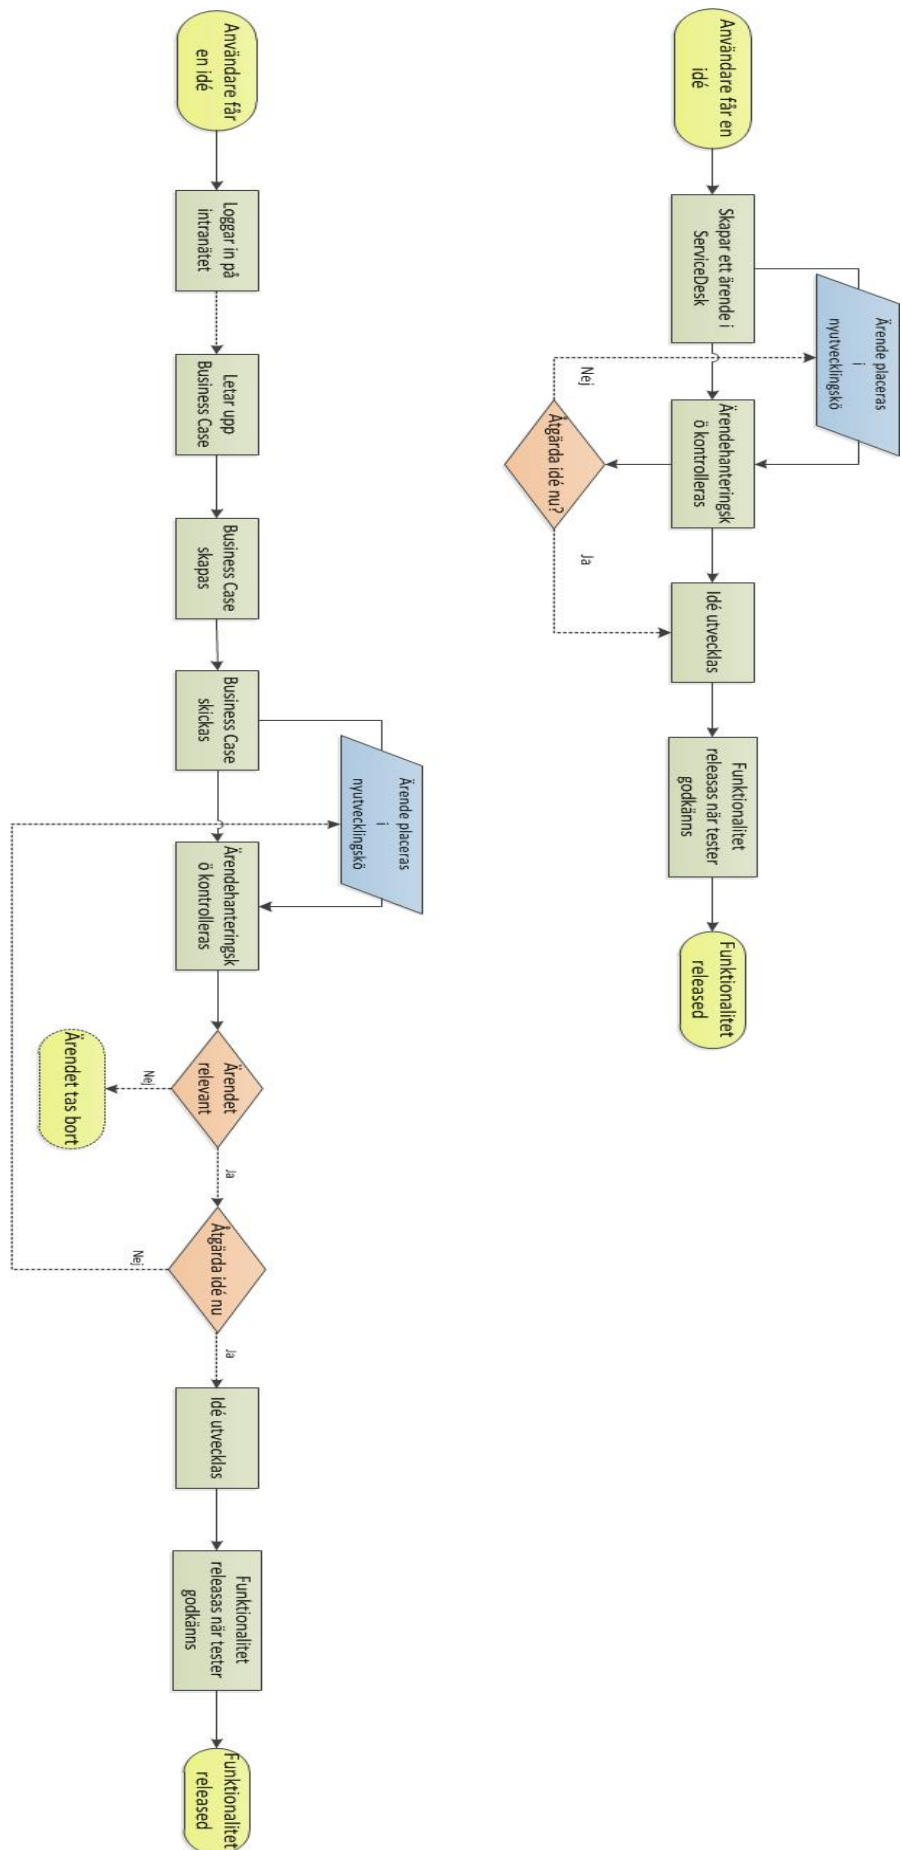 Användare får en
idé
Skapar ett ärende i
ServiceDesk
Ärende placeras
i
nyutvecklingskö
Ärendehanteringsk
ö kontrolleras
Nej
Åtgärda idé nu?
Ja
Idé utvecklas
Funktionalitet
releasas när tester
godkänns
Funktionalitet
released
Användare får
en idé
Loggar in på
intranätet
Letar upp
Business Case
Business Case
skapas
Business Case
skickas
Ärende placeras
i
nyutvecklingskö
Ärendehanteringsk
ö kontrolleras
Ärendet
relevant
Nej
Ärendet tas bort
Ja
Åtgärda idé nu
Nej
Ja
Idé utvecklas
Funktionalitet
releasas när tester
godkänns
Funktionalitet
released